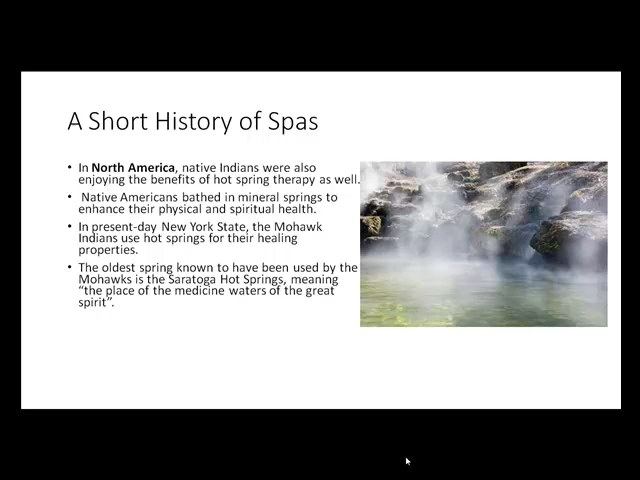 A Short History of Spas
• In North America, native Indians were also
enjoying the benefits of hot spring therapy as well.
• Native Americans bathed in mineral springs to
enhance their physical and spiritual health.
• In present-day New York State, the Mohawk
Indians use hot springs for their healing
properties.
• The oldest spring known to have been used by the
Mohawks is the Saratoga Hot Springs, meaning
“the place of the medicine waters of the great
spirit”.